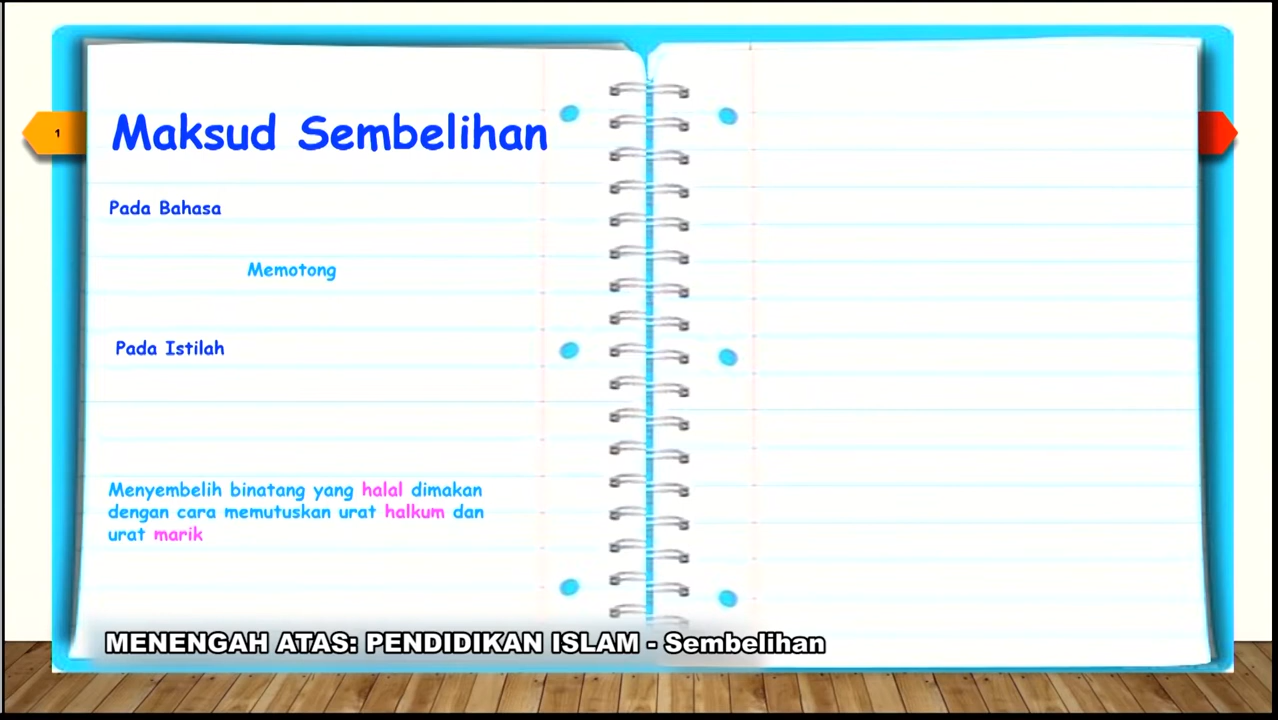 1
Maksud Sembelihan
Pada Bahasa
Memotong
Pada Istilah
Menyembelih binatang yang halal dimakan
dengan cara memutuskan urat halkum dan
urat marik
MENENGAH ATAS: PENDIDIKAN ISLAM - Sembelihan